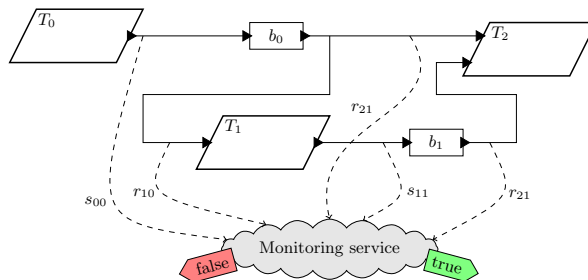 T0
b0
T2
r21
T1
b1
s00
r10
s11
r21
Monitoring service
false
true